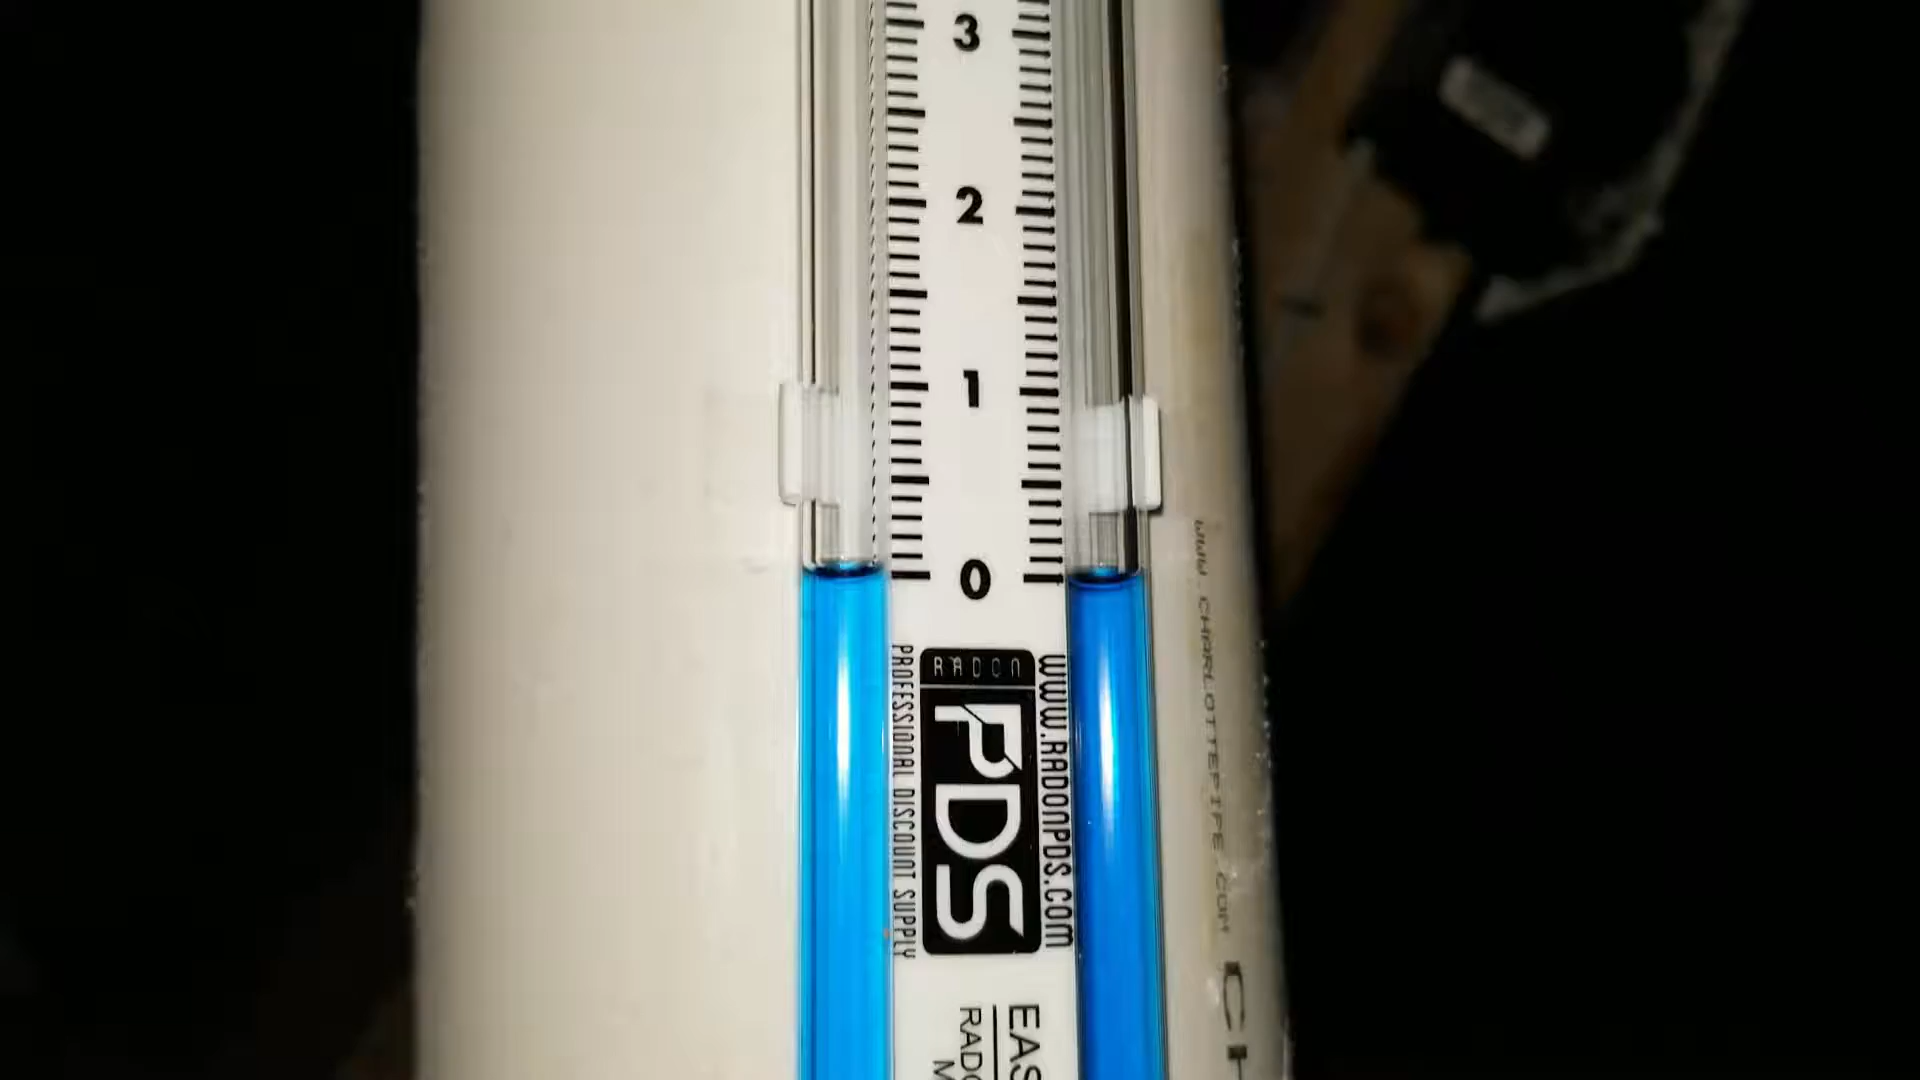 3
2
1
0
RADON
PDS
PROFESSIONAL DISCOUNT SUPPLY
WWW.RADONPDS.COM
WWW.CHARLOTTEPIPE.COM